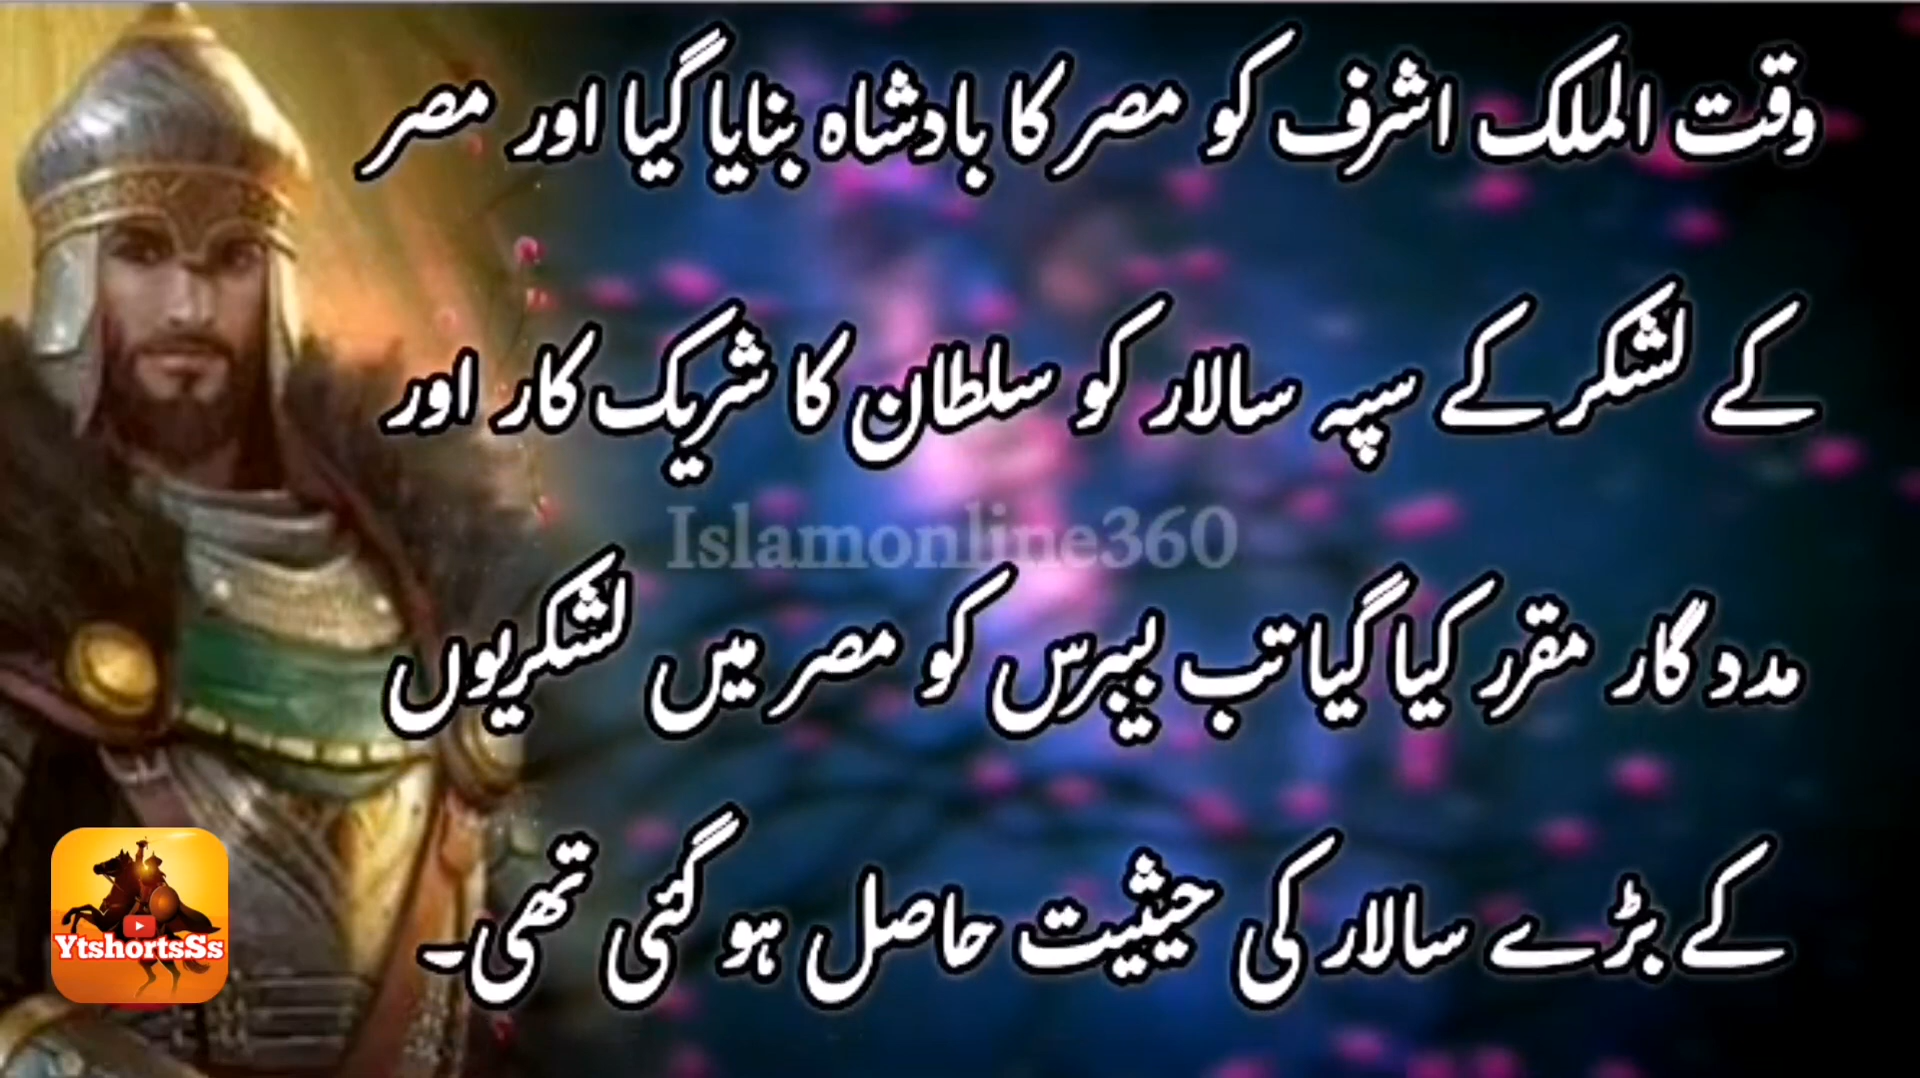 وقت الملک اشرف کو مصر کا بادشاہ بنایا گیا اور مصر
کے لشکر کے سپہ سالار کو سلطان کا شریک کار اور
Islamonline360
مدد گار مقرر کیا گیا تب بیبرس کو مصر میں لشکریوں
کے بڑے سالار کی حیثیت حاصل ہو گئی تھی۔
YtshortsSs